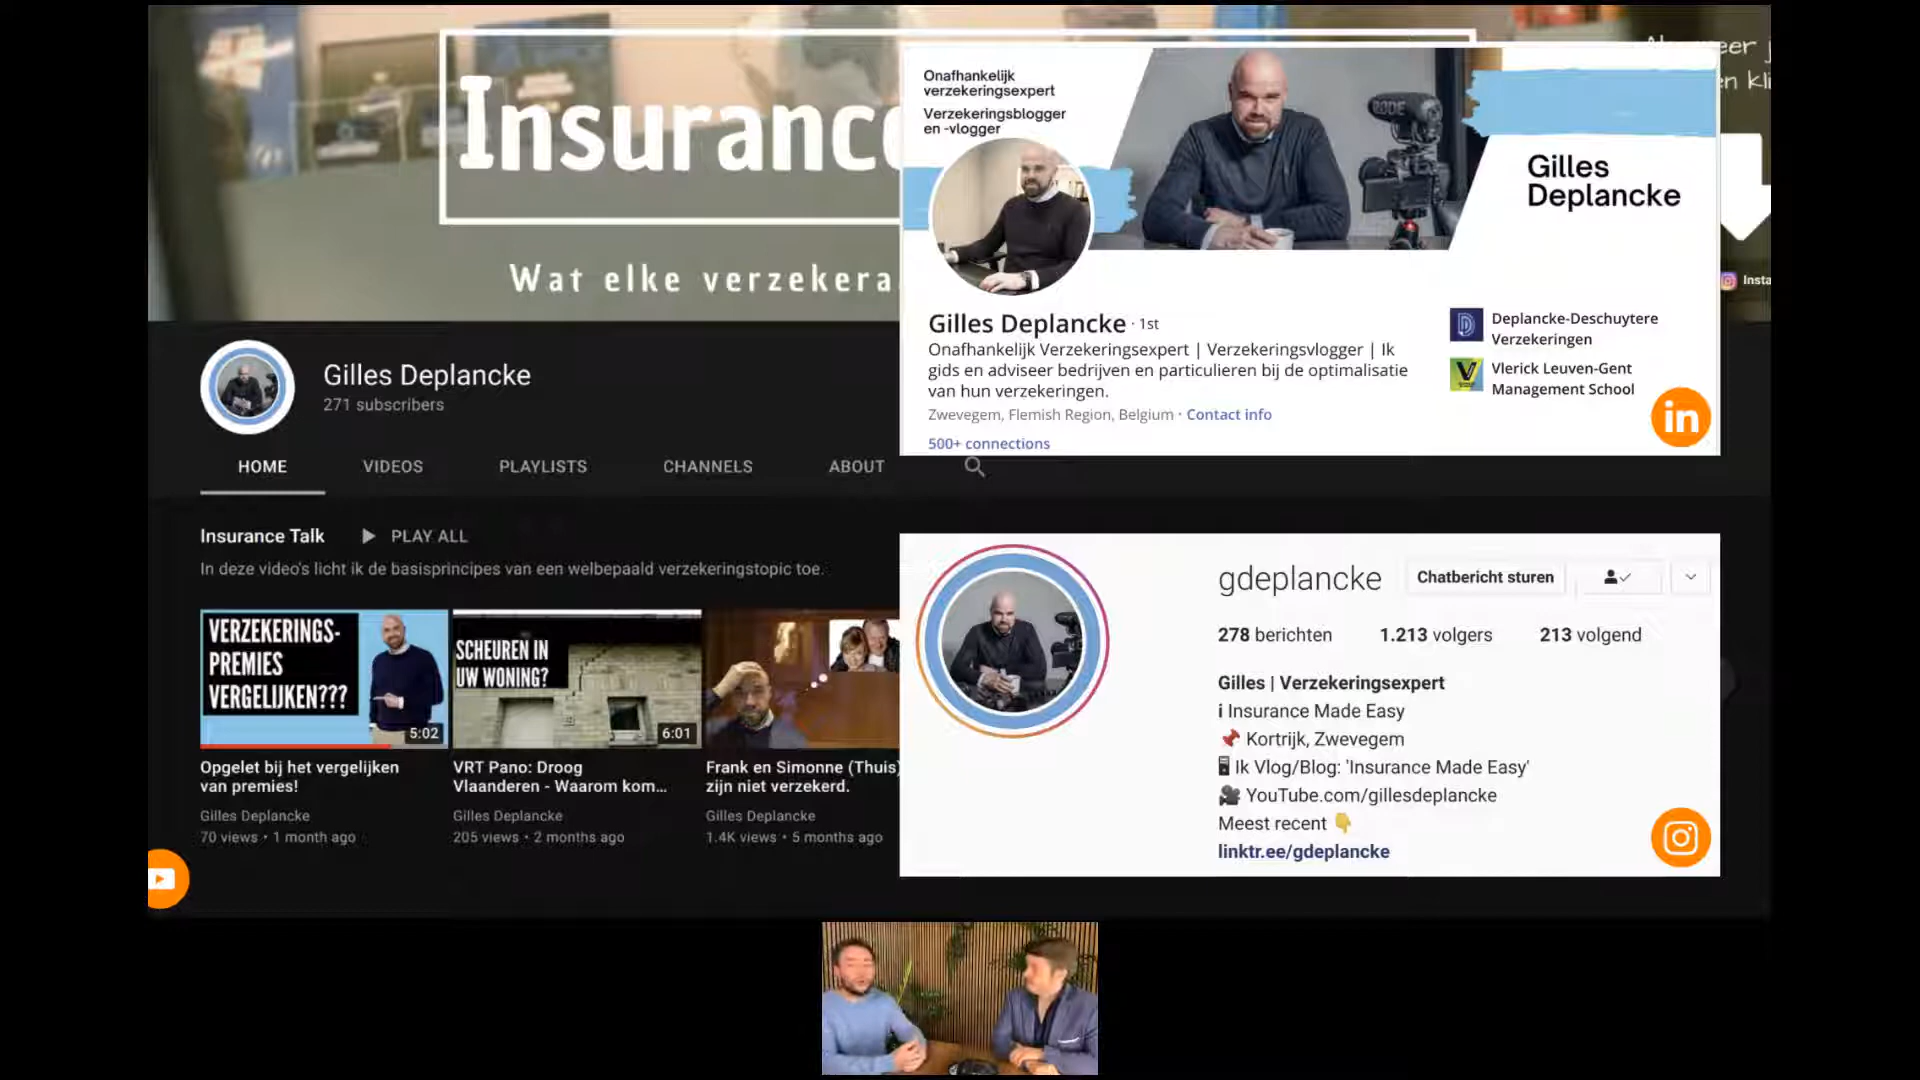 Insurance
Wat elke verzekera
en kli
Insta
Gilles Deplancke
271 subscribers
HOME
VIDEOS
PLAYLISTS
CHANNELS
ABOUT
Insurance Talk
PLAY ALL
In deze video's licht ik de basisprincipes van een welbepaald verzekeringstopic toe.
VERZEKERINGS-
PREMIES
VERGELIJKEN???
5:02
Opgelet bij het vergelijken
van premies!
Gilles Deplancke
70 views • 1 month ago
SCHEUREN IN
UW WONING?
6:01
VRT Pano: Droog
Vlaanderen - Waarom kom...
Gilles Deplancke
205 views • 2 months ago
Frank en Simonne (Thuis)
zijn niet verzekerd.
Gilles Deplancke
1.4K views • 5 months ago
Onafhankelijk
verzekeringsexpert
Verzekeringsblogger
en -vlogger
RODE
Gilles
Deplancke
Gilles Deplancke · 1st
Onafhankelijk Verzekeringsexpert | Verzekeringsvlogger | Ik
gids en adviseer bedrijven en particulieren bij de optimalisatie
van hun verzekeringen.
Zwevegem, Flemish Region, Belgium · Contact info
500+ connections
Deplancke-Deschuytere
Verzekeringen
Vlerick Leuven-Gent
Management School
in
gdeplancke
Chatbericht sturen
278 berichten
1.213 volgers
213 volgend
Gilles | Verzekeringsexpert
ℹ Insurance Made Easy
📌 Kortrijk, Zwevegem
🖥 Ik Vlog/Blog: 'Insurance Made Easy'
🎥 YouTube.com/gillesdeplancke
Meest recent 👇
linktr.ee/gdeplancke